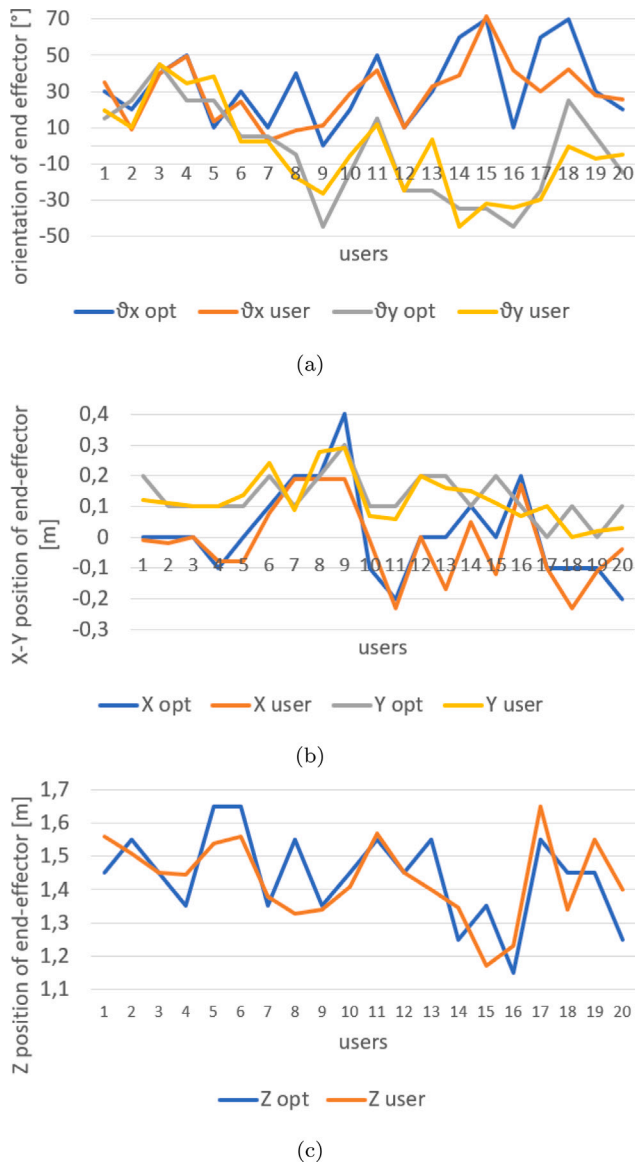 orientation of end effector [°]
70
50
30
10
-10
-30
-50
1 2 3 4 5 6 7 8 9 10 11 12 13 14 15 16 17 18 19 20
users
ϑx opt ϑx user ϑy opt ϑy user
(a)
X-Y position of end-effector
[m]
0,4
0,3
0,2
0,1
0
-0,1
-0,2
-0,3
1 2 3 4 5 6 7 8 9 10 11 12 13 14 15 16 17 18 19 20
users
X opt X user Y opt Y user
(b)
Z position of end-effector [m]
1,7
1,6
1,5
1,4
1,3
1,2
1,1
1 2 3 4 5 6 7 8 9 10 11 12 13 14 15 16 17 18 19 20
users
Z opt Z user
(c)